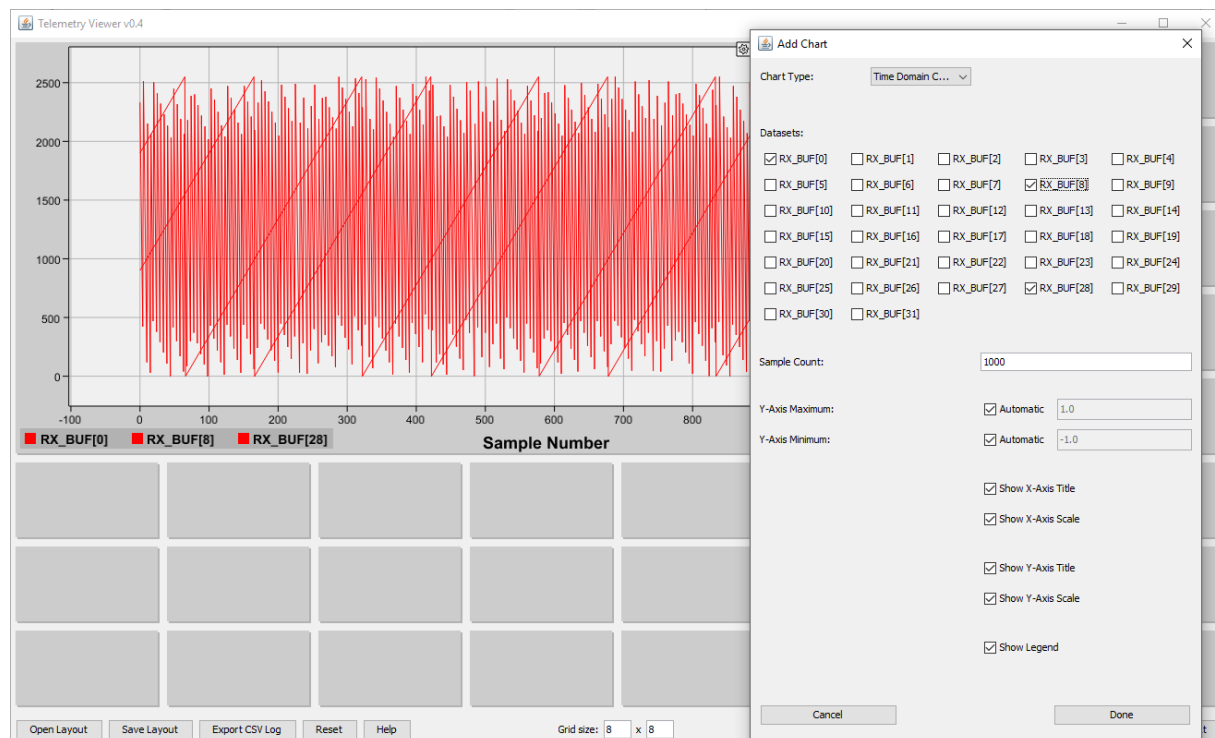 Telemetry Viewer v0.4
2500
2000
1500
1000
500
0
-100 0 100 200 300 400 500 600 700 800
RX_BUF[0] RX_BUF[8] RX_BUF[28]
Sample Number
Open Layout Save Layout Export CSV Log Reset Help Grid size: 8 x 8
Add Chart
Chart Type: Time Domain C...
Datasets:
RX_BUF[0] RX_BUF[1] RX_BUF[2] RX_BUF[3] RX_BUF[4]
RX_BUF[5] RX_BUF[6] RX_BUF[7] RX_BUF[8] RX_BUF[9]
RX_BUF[10] RX_BUF[11] RX_BUF[12] RX_BUF[13] RX_BUF[14]
RX_BUF[15] RX_BUF[16] RX_BUF[17] RX_BUF[18] RX_BUF[19]
RX_BUF[20] RX_BUF[21] RX_BUF[22] RX_BUF[23] RX_BUF[24]
RX_BUF[25] RX_BUF[26] RX_BUF[27] RX_BUF[28] RX_BUF[29]
RX_BUF[30] RX_BUF[31]
Sample Count: 1000
Y-Axis Maximum: Automatic 1.0
Y-Axis Minimum: Automatic -1.0
Show X-Axis Title
Show X-Axis Scale
Show Y-Axis Title
Show Y-Axis Scale
Show Legend
Cancel Done